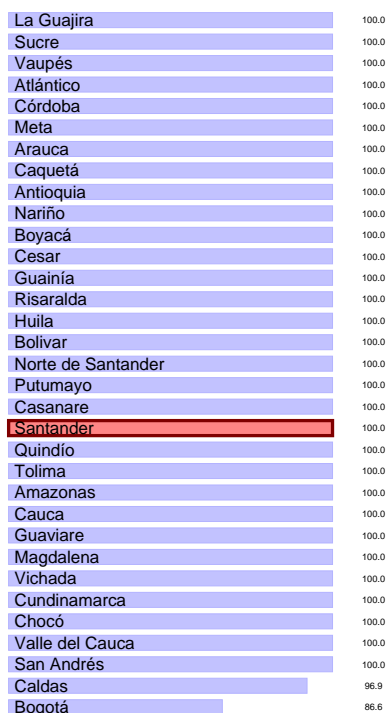 La Guajira 100.0
Sucre 100.0
Vaupés 100.0
Atlántico 100.0
Córdoba 100.0
Meta 100.0
Arauca 100.0
Caquetá 100.0
Antioquia 100.0
Nariño 100.0
Boyacá 100.0
Cesar 100.0
Guainía 100.0
Risaralda 100.0
Huila 100.0
Bolivar 100.0
Norte de Santander 100.0
Putumayo 100.0
Casanare 100.0
Santander 100.0
Quindío 100.0
Tolima 100.0
Amazonas 100.0
Cauca 100.0
Guaviare 100.0
Magdalena 100.0
Vichada 100.0
Cundinamarca 100.0
Chocó 100.0
Valle del Cauca 100.0
San Andrés 100.0
Caldas 96.9
Bogotá 86.6